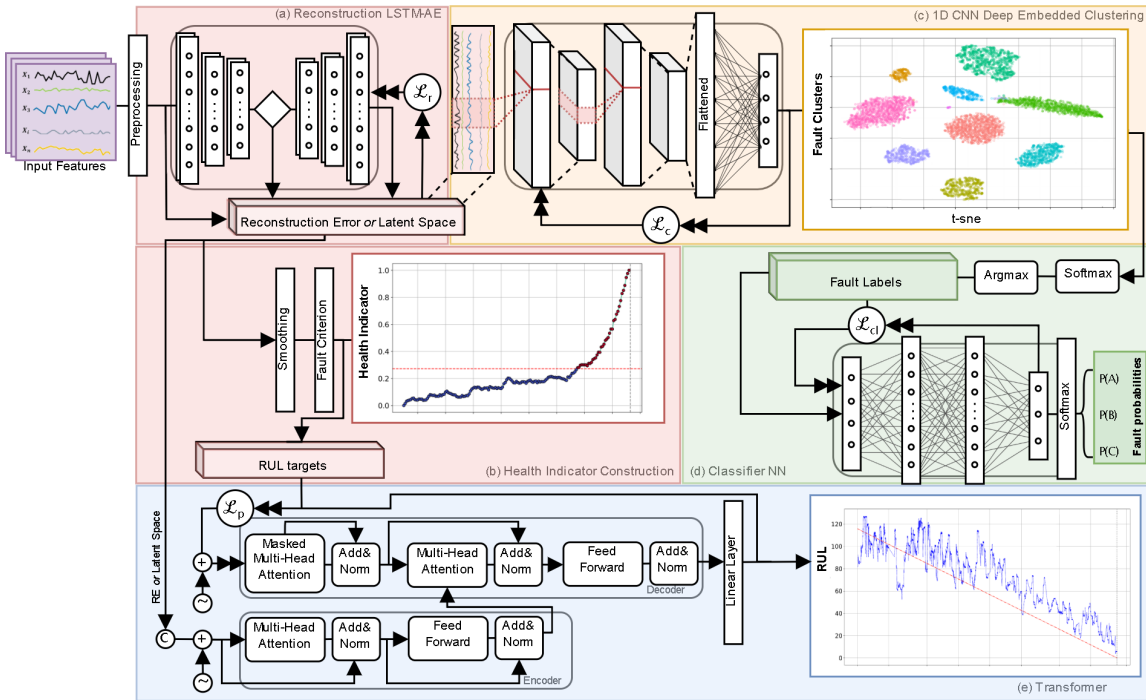 (a) Reconstruction LSTM-AE
X1
X2
X3
Xi
Xn
Input Features
Preprocessing
ℒr
Reconstruction Error or Latent Space
(c) 1D CNN Deep Embedded Clustering
Flattened
ℒc
Fault Clusters
t-sne
Smoothing
Fault Criterion
Health Indicator
1.0
0.8
0.6
0.4
0.2
0.0
RUL targets
(b) Health Indicator Construction
Fault Labels
Argmax
Softmax
ℒcl
Softmax
P(A)
P(B)
P(C)
Fault probabilities
(d) Classifier NN
RE or Latent Space
ℒp
+
~
Masked
Multi-Head
Attention
Add&
Norm
Multi-Head
Attention
Add&
Norm
Feed
Forward
Add&
Norm
Decoder
Linear Layer
C
+
~
Multi-Head
Attention
Add&
Norm
Feed
Forward
Add&
Norm
Encoder
RUL
120
100
80
60
40
20
0
(e) Transformer